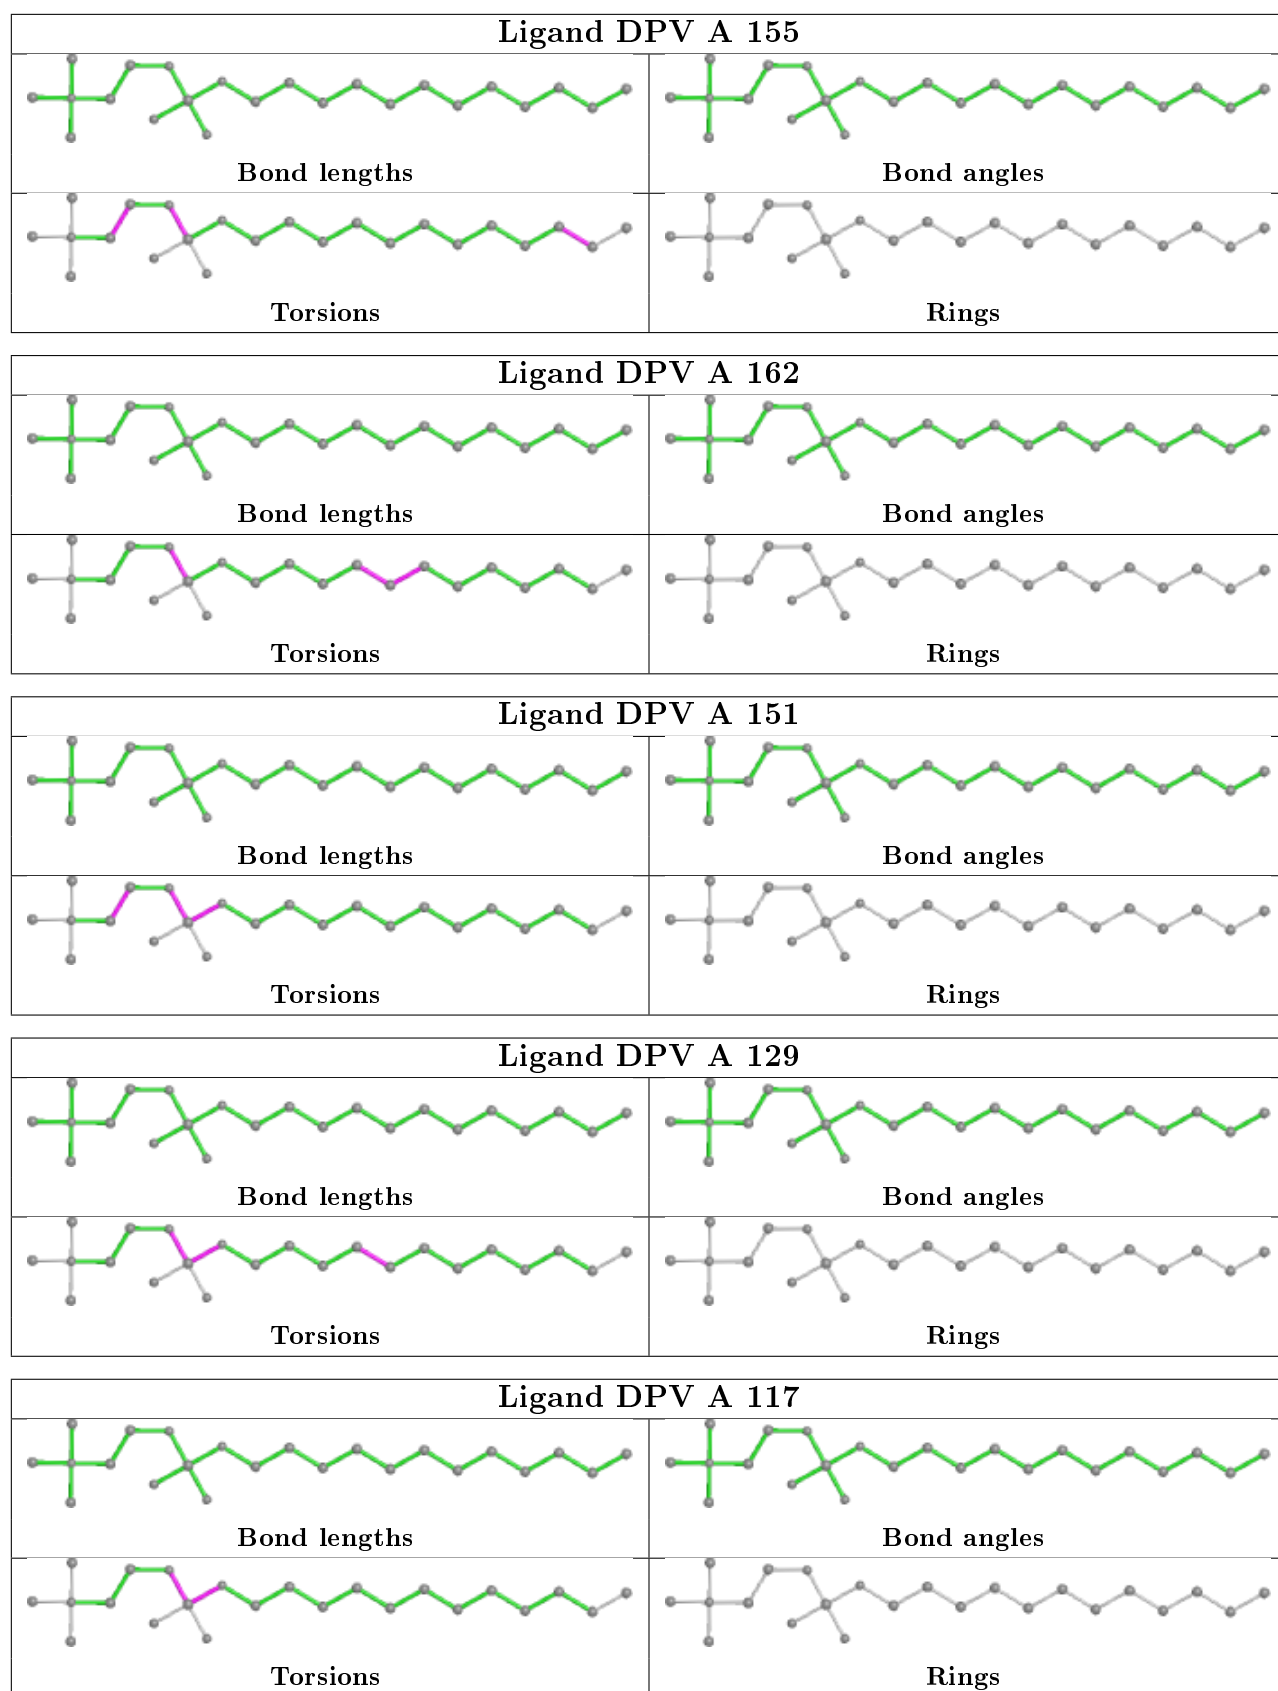 Ligand DPV A 155
Bond lengths
Bond angles
Torsions
Rings
Ligand DPV A 162
Bond lengths
Bond angles
Torsions
Rings
Ligand DPV A 151
Bond lengths
Bond angles
Torsions
Rings
Ligand DPV A 129
Bond lengths
Bond angles
Torsions
Rings
Ligand DPV A 117
Bond lengths
Bond angles
Torsions
Rings